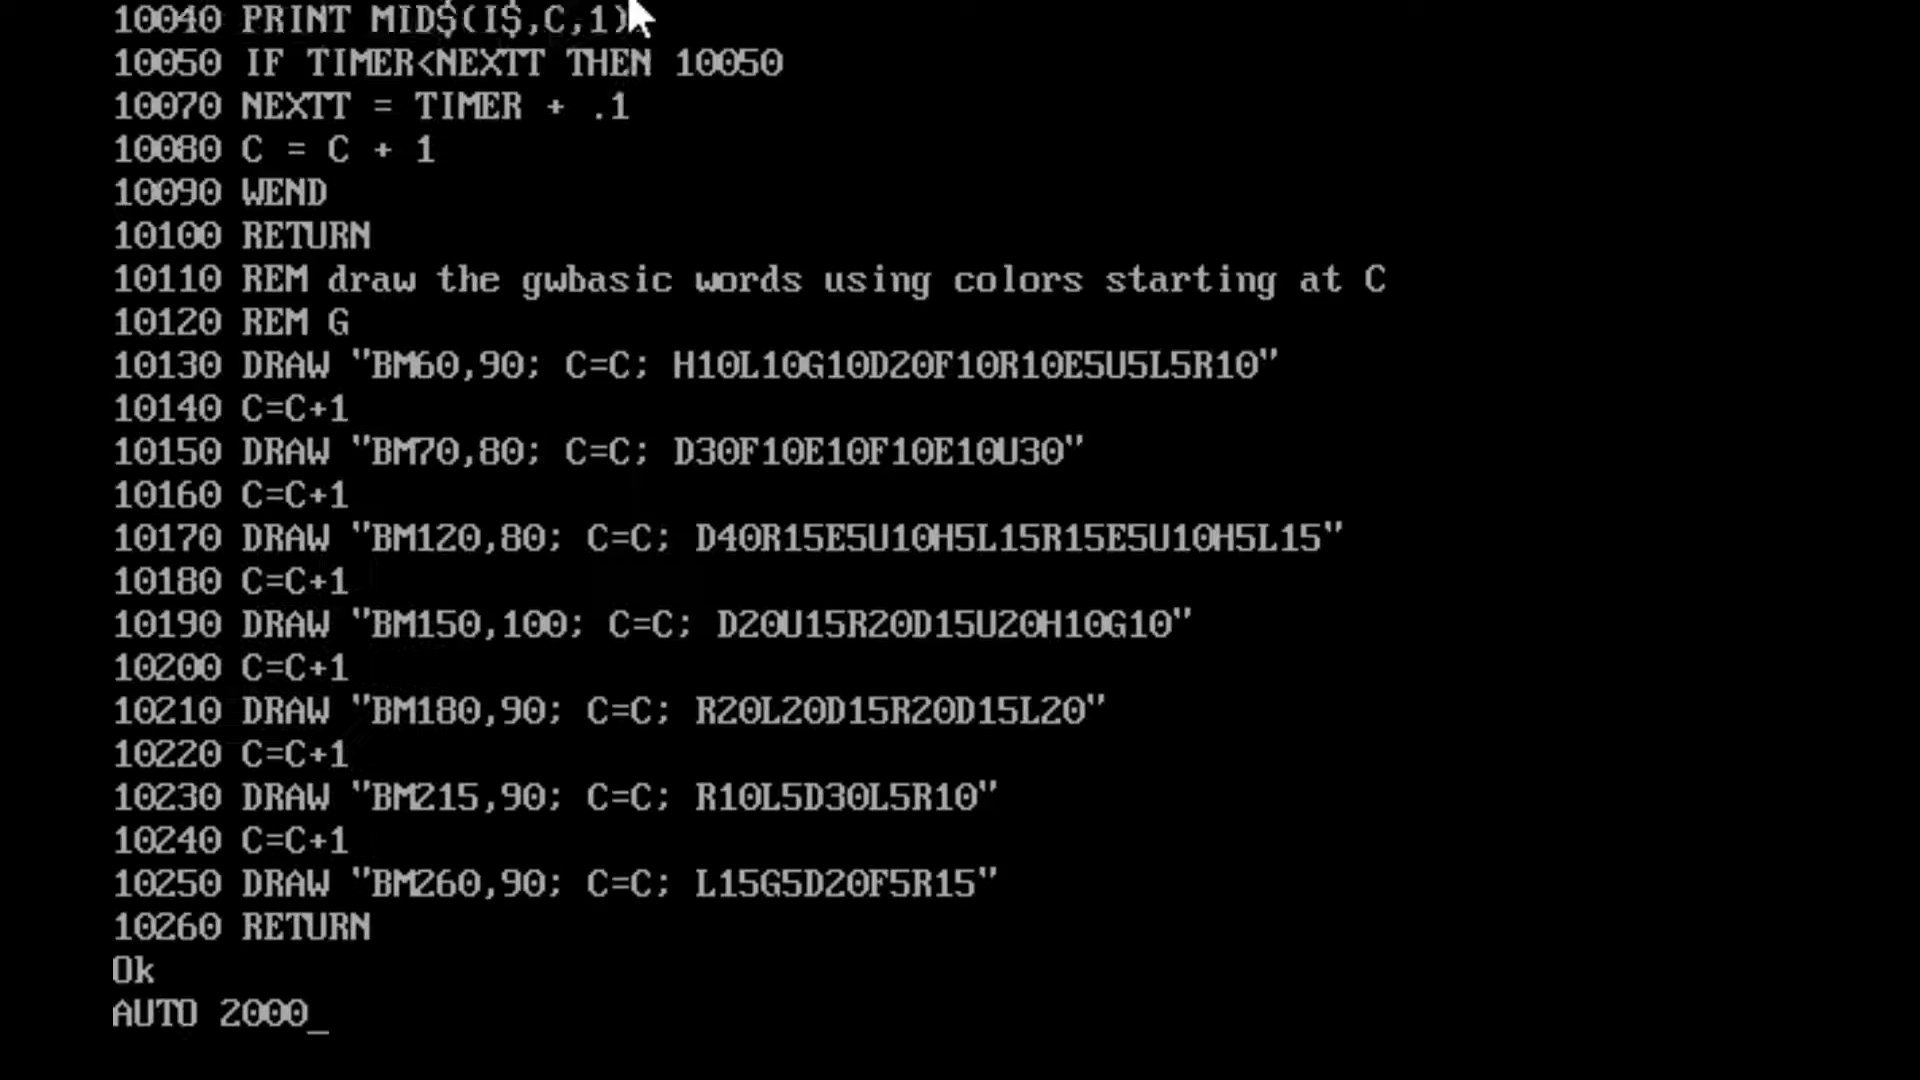 10040 PRINT MID$(I$,C,1)
10050 IF TIMER<NEXTT THEN 10050
10070 NEXTT = TIMER + .1
10080 C = C + 1
10090 WEND
10100 RETURN
10110 REM draw the gwbasic words using colors starting at C
10120 REM G
10130 DRAW "BM60,90; C=C; H10L10G10D20F10R10E5U5L5R10"
10140 C=C+1
10150 DRAW "BM70,80; C=C; D30F10E10F10E10U30"
10160 C=C+1
10170 DRAW "BM120,80; C=C; D40R15E5U10H5L15R15E5U10H5L15"
10180 C=C+1
10190 DRAW "BM150,100; C=C; D20U15R20D15U20H10G10"
10200 C=C+1
10210 DRAW "BM180,90; C=C; R20L20D15R20D15L20"
10220 C=C+1
10230 DRAW "BM215,90; C=C; R10L5D30L5R10"
10240 C=C+1
10250 DRAW "BM260,90; C=C; L15G5D20F5R15"
10260 RETURN
Ok
AUTO 2000_